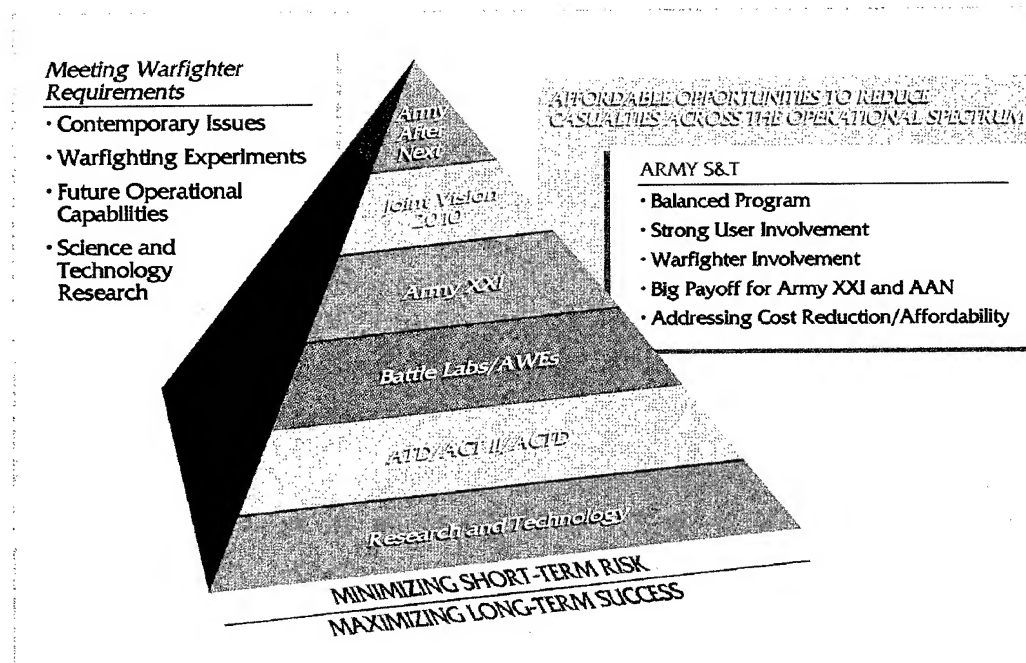 Meeting Warfighter
Requirements
• Contemporary Issues
• Warfighting Experiments
• Future Operational
Capabilities
• Science and
Technology
Research
Army
After
Next
Joint Vision
2010
Army XXI
Battle Labs/AWEs
ATD/ACT II/ACTD
Research and Technology
MINIMIZING SHORT-TERM RISK
MAXIMIZING LONG-TERM SUCCESS
AFFORDABLE OPPORTUNITIES TO REDUCE
CASUALTIES ACROSS THE OPERATIONAL SPECTRUM
ARMY S&T
• Balanced Program
• Strong User Involvement
• Warfighter Involvement
• Big Payoff for Army XXI and AAN
• Addressing Cost Reduction/Affordability